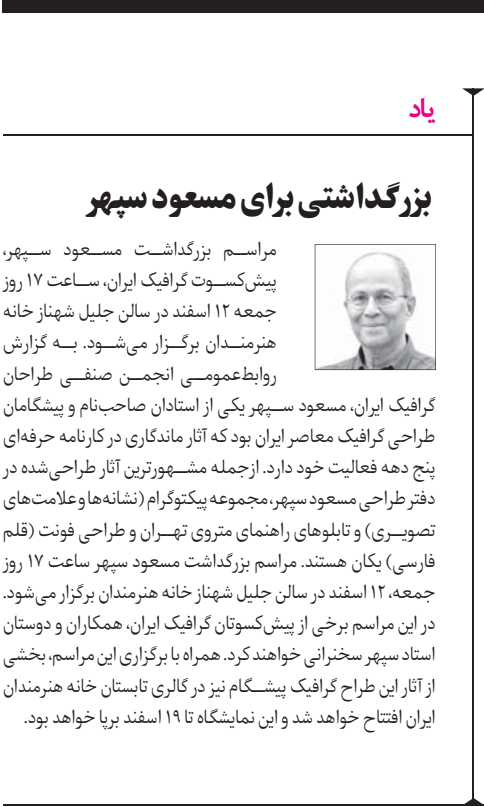 یاد
بزرگداشتی برای مسعود سپهر
مراسم بزرگداشت مسعود سپهر،
پیش‌کسوت گرافیک ایران، ساعت ۱۷ روز
جمعه ۱۲ اسفند در سالن جلیل شهناز خانه
هنرمندان برگزار می‌شود. به گزارش
روابط‌عمومی انجمن صنفی طراحان
گرافیک ایران، مسعود سپهر یکی از استادان صاحب‌نام و پیشگامان
طراحی گرافیک معاصر ایران بود که آثار ماندگاری در کارنامه حرفه‌ای
پنج دهه فعالیت خود دارد. ازجمله مشهورترین آثار طراحی‌شده در
دفتر طراحی مسعود سپهر، مجموعه پیکتوگرام (نشانه‌ها و علامت‌های
تصویری) و تابلوهای راهنمای متروی تهران و طراحی فونت (قلم
فارسی) یکان هستند. مراسم بزرگداشت مسعود سپهر ساعت ۱۷ روز
جمعه، ۱۲ اسفند در سالن جلیل شهناز خانه هنرمندان برگزار می‌شود.
در این مراسم برخی از پیش‌کسوتان گرافیک ایران، همکاران و دوستان
استاد سپهر سخنرانی خواهند کرد. همراه با برگزاری این مراسم، بخشی
از آثار این طراح گرافیک پیشگام نیز در گالری تابستان خانه هنرمندان
ایران افتتاح خواهد شد و این نمایشگاه تا ۱۹ اسفند برپا خواهد بود.